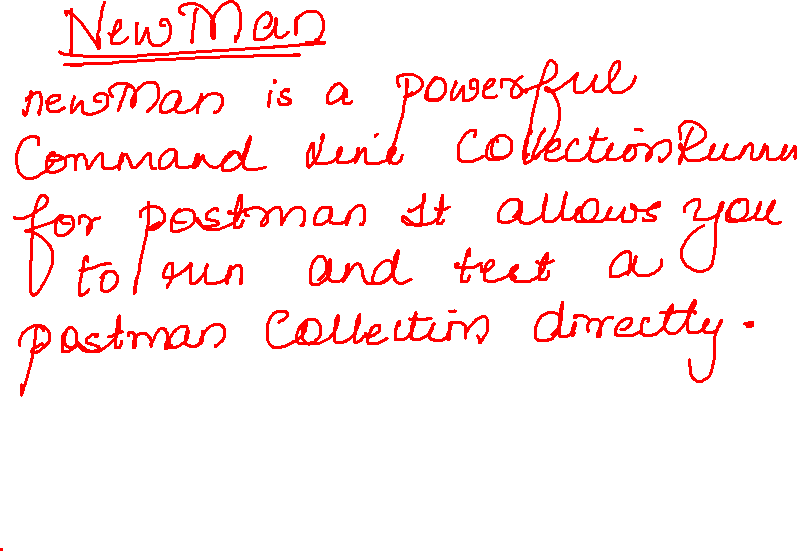 NewMan
newman is a powerful
Command line CollectionRunn
for postman It allows you
to run and test a
postman Collection directly.